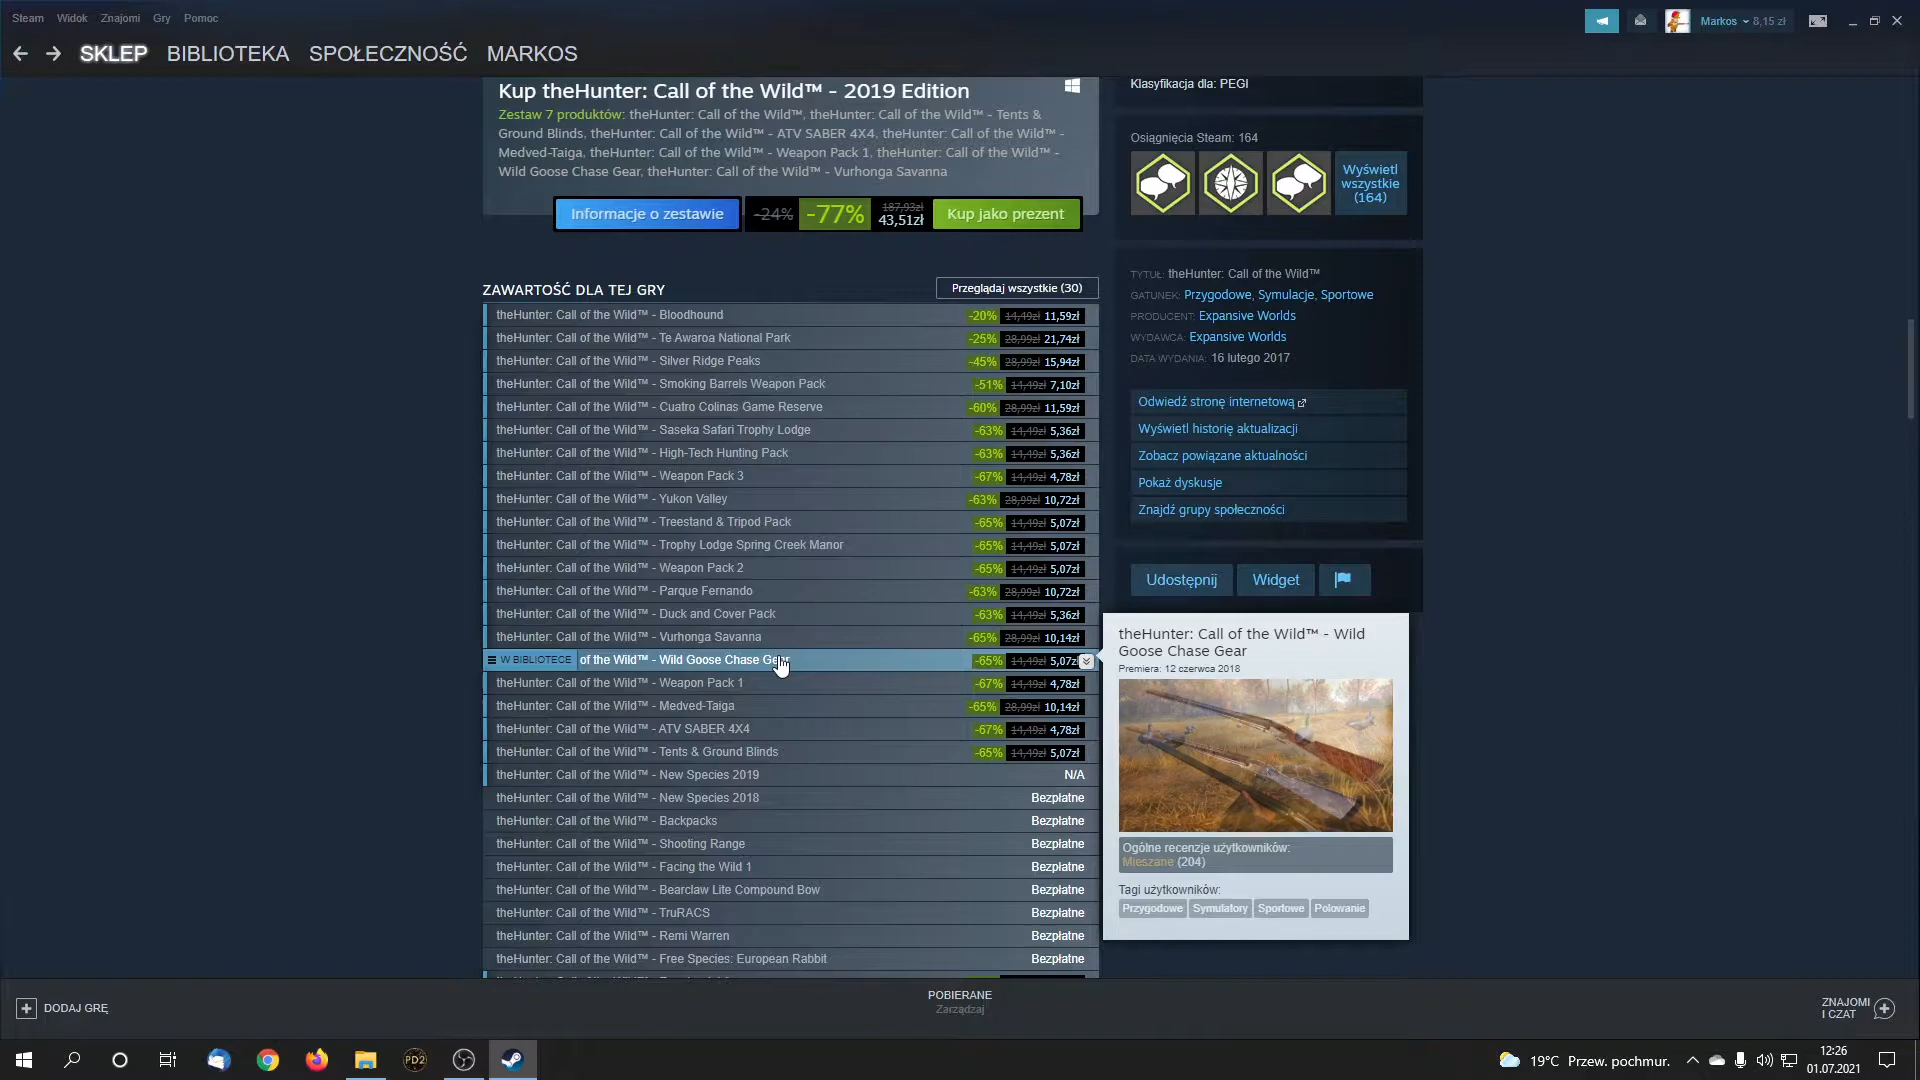 Steam Widok Znajomi Gry Pomoc
Markos 8,15 zł
SKLEP BIBLIOTEKA SPOŁECZNOŚĆ MARKOS
Kup theHunter: Call of the Wild™ - 2019 Edition
Zestaw 7 produktów: theHunter: Call of the Wild™, theHunter: Call of the Wild™ - Tents &
Ground Blinds, theHunter: Call of the Wild™ - ATV SABER 4X4, theHunter: Call of the Wild™ -
Medved-Taiga, theHunter: Call of the Wild™ - Weapon Pack 1, theHunter: Call of the Wild™ -
Wild Goose Chase Gear, theHunter: Call of the Wild™ - Vurhonga Savanna
Informacje o zestawie -24% -77% 187,93zł 43,51zł Kup jako prezent
ZAWARTOŚĆ DLA TEJ GRY Przeglądaj wszystkie (30)
theHunter: Call of the Wild™ - Bloodhound -20% 14,49zł 11,59zł
theHunter: Call of the Wild™ - Te Awaroa National Park -25% 28,99zł 21,74zł
theHunter: Call of the Wild™ - Silver Ridge Peaks -45% 28,99zł 15,94zł
theHunter: Call of the Wild™ - Smoking Barrels Weapon Pack -51% 14,49zł 7,10zł
theHunter: Call of the Wild™ - Cuatro Colinas Game Reserve -60% 28,99zł 11,59zł
theHunter: Call of the Wild™ - Saseka Safari Trophy Lodge -63% 14,49zł 5,36zł
theHunter: Call of the Wild™ - High-Tech Hunting Pack -63% 14,49zł 5,36zł
theHunter: Call of the Wild™ - Weapon Pack 3 -67% 14,49zł 4,78zł
theHunter: Call of the Wild™ - Yukon Valley -63% 28,99zł 10,72zł
theHunter: Call of the Wild™ - Treestand & Tripod Pack -65% 14,49zł 5,07zł
theHunter: Call of the Wild™ - Trophy Lodge Spring Creek Manor -65% 14,49zł 5,07zł
theHunter: Call of the Wild™ - Weapon Pack 2 -65% 14,49zł 5,07zł
theHunter: Call of the Wild™ - Parque Fernando -63% 28,99zł 10,72zł
theHunter: Call of the Wild™ - Duck and Cover Pack -63% 14,49zł 5,36zł
theHunter: Call of the Wild™ - Vurhonga Savanna -65% 28,99zł 10,14zł
W BIBLIOTECE of the Wild™ - Wild Goose Chase Gear -65% 14,49zł 5,07zł
theHunter: Call of the Wild™ - Weapon Pack 1 -67% 14,49zł 4,78zł
theHunter: Call of the Wild™ - Medved-Taiga -65% 28,99zł 10,14zł
theHunter: Call of the Wild™ - ATV SABER 4X4 -67% 14,49zł 4,78zł
theHunter: Call of the Wild™ - Tents & Ground Blinds -65% 14,49zł 5,07zł
theHunter: Call of the Wild™ - New Species 2019 N/A
theHunter: Call of the Wild™ - New Species 2018 Bezpłatne
theHunter: Call of the Wild™ - Backpacks Bezpłatne
theHunter: Call of the Wild™ - Shooting Range Bezpłatne
theHunter: Call of the Wild™ - Facing the Wild 1 Bezpłatne
theHunter: Call of the Wild™ - Bearclaw Lite Compound Bow Bezpłatne
theHunter: Call of the Wild™ - TruRACS Bezpłatne
theHunter: Call of the Wild™ - Remi Warren Bezpłatne
theHunter: Call of the Wild™ - Free Species: European Rabbit Bezpłatne
Klasyfikacja dla: PEGI
Osiągnięcia Steam: 164
Wyświetl
wszystkie
(164)
TYTUŁ: theHunter: Call of the Wild™
GATUNEK: Przygodowe, Symulacje, Sportowe
PRODUCENT: Expansive Worlds
WYDAWCA: Expansive Worlds
DATA WYDANIA: 16 lutego 2017
Odwiedź stronę internetową
Wyświetl historię aktualizacji
Zobacz powiązane aktualności
Pokaż dyskusje
Znajdź grupy społeczności
Udostępnij Widget
theHunter: Call of the Wild™ - Wild
Goose Chase Gear
Premiera: 12 czerwca 2018
Ogólne recenzje użytkowników:
Mieszane (204)
Tagi użytkowników:
Przygodowe Symulatory Sportowe Polowanie
DODAJ GRĘ
POBIERANE
Zarządzaj
ZNAJOMI
I CZAT
PD2
19°C Przew. pochmur.
12:26
01.07.2021